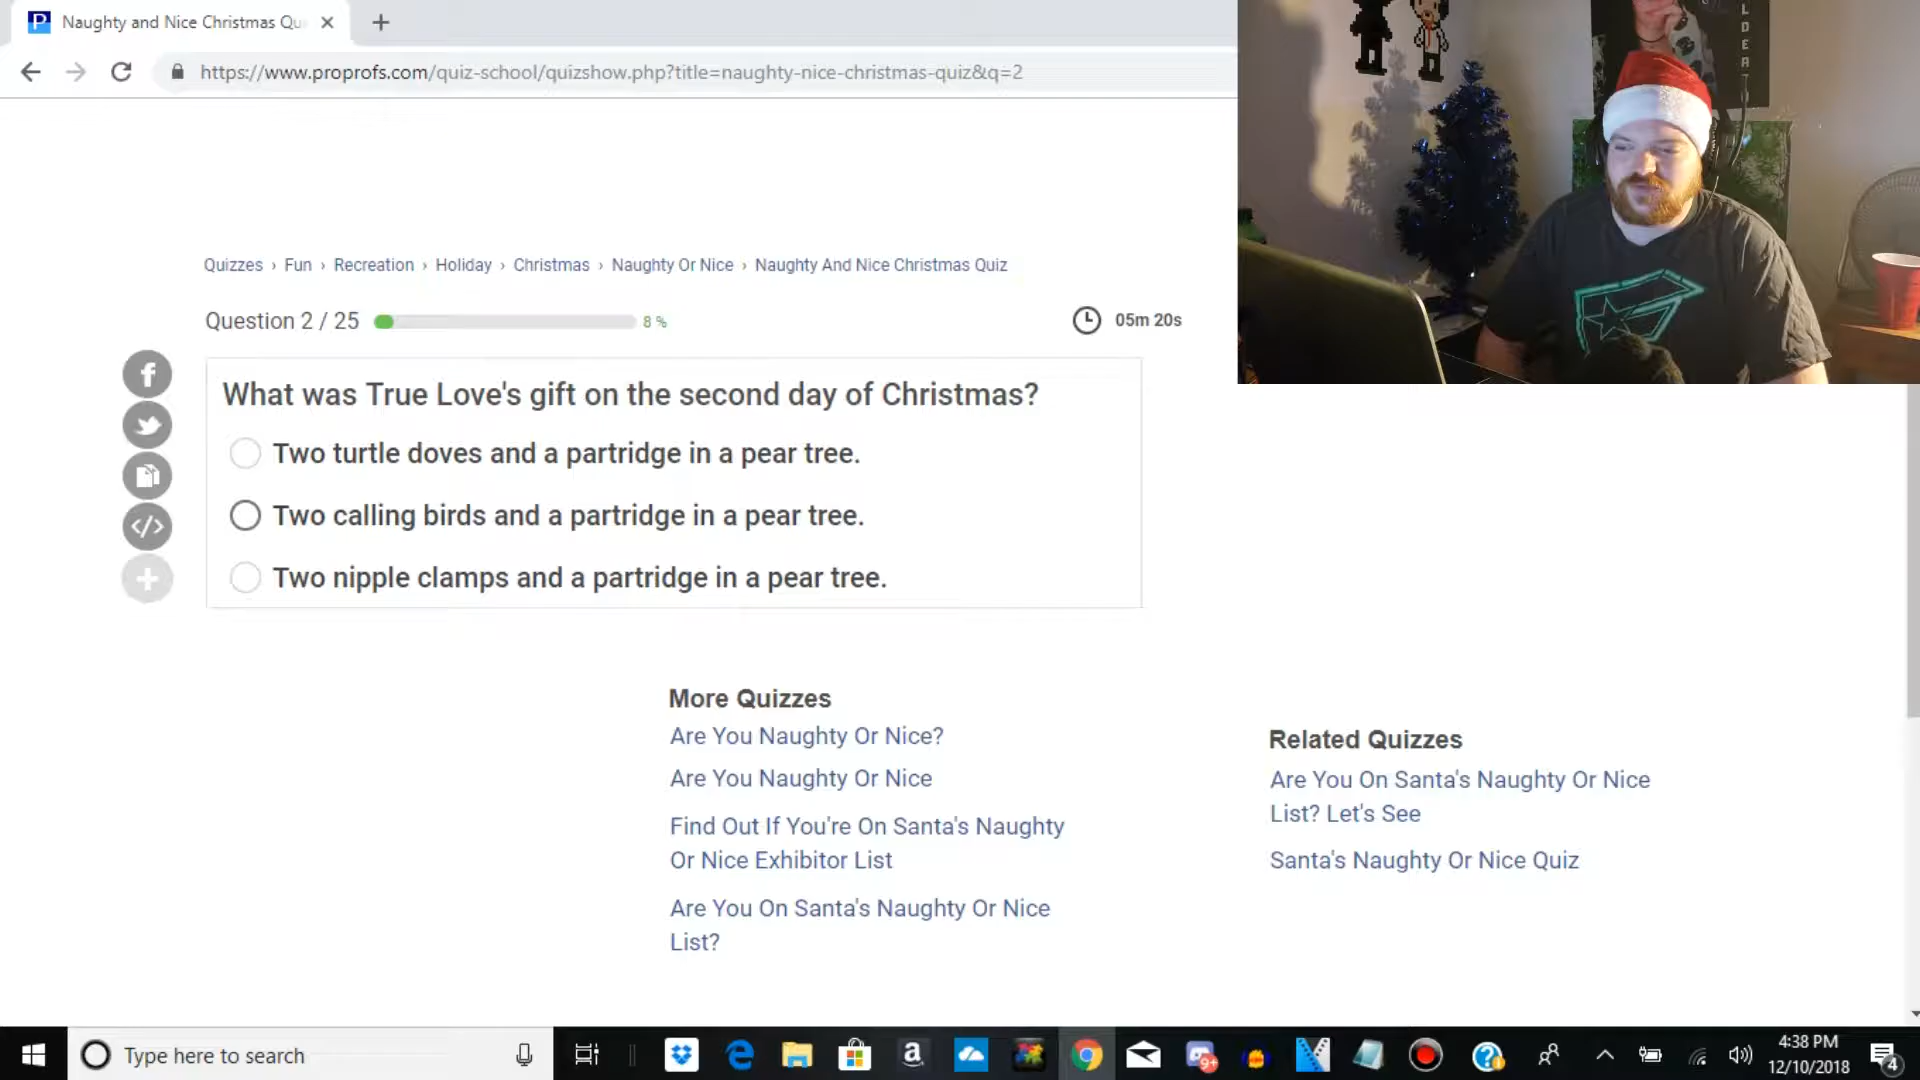 Naughty and Nice Christmas Qu
https://www.proprofs.com/quiz-school/quizshow.php?title=naughty-nice-christmas-quiz&q=2
L
D
E
A
Quizzes › Fun › Recreation › Holiday › Christmas › Naughty Or Nice › Naughty And Nice Christmas Quiz
Question 2 / 25
8 %
05m 20s
What was True Love's gift on the second day of Christmas?
Two turtle doves and a partridge in a pear tree.
Two calling birds and a partridge in a pear tree.
Two nipple clamps and a partridge in a pear tree.
More Quizzes
Are You Naughty Or Nice?
Are You Naughty Or Nice
Find Out If You're On Santa's Naughty
Or Nice Exhibitor List
Are You On Santa's Naughty Or Nice
List?
Related Quizzes
Are You On Santa's Naughty Or Nice
List? Let's See
Santa's Naughty Or Nice Quiz
Type here to search
9+
4:38 PM
12/10/2018
4